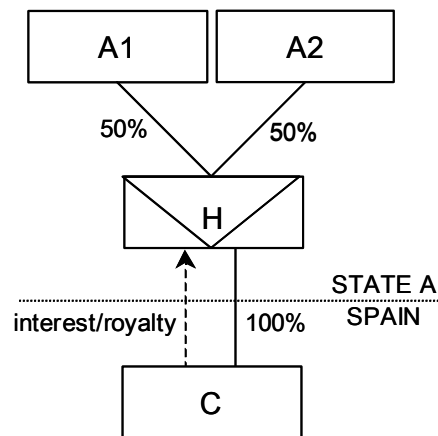 A1
A2
50%
50%
H
STATE A
interest/royalty
100%
SPAIN
C